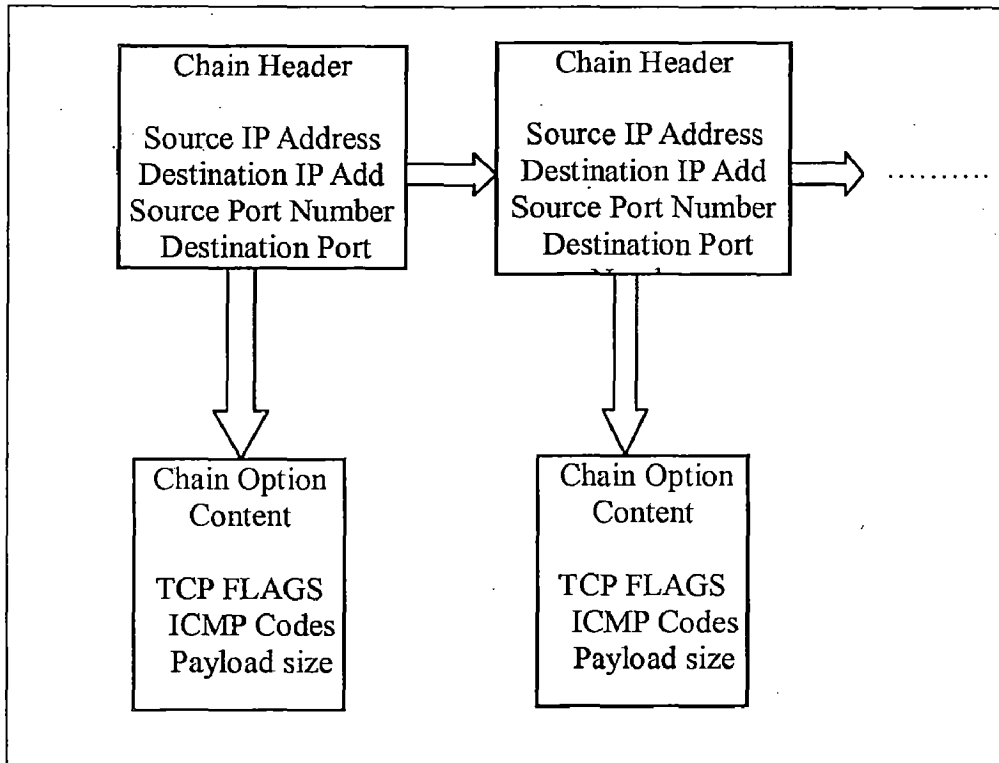 Chain Header
Source IP Address
Destination IP Add
Source Port Number
Destination Port
Chain Header
Source IP Address
Destination IP Add
Source Port Number
Destination Port
...........
Chain Option
Content
TCP FLAGS
ICMP Codes
Payload size
Chain Option
Content
TCP FLAGS
ICMP Codes
Payload size